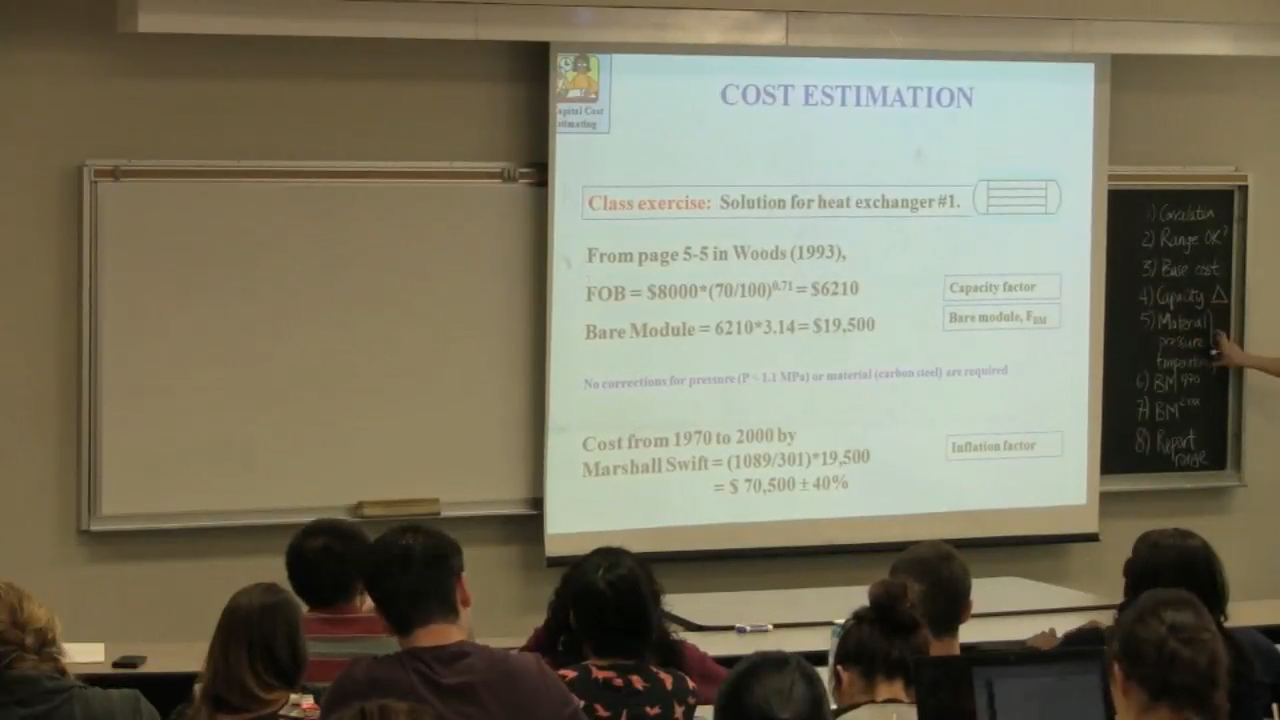 apital Cost
stimating
COST ESTIMATION
Class exercise: Solution for heat exchanger #1.
From page 5-5 in Woods (1993),
FOB = $8000*(70/100)^0.71 = $6210
Capacity factor
Bare Module = 6210*3.14 = $19,500
Bare module, F_BM
No corrections for pressure (P < 1.1 MPa) or material (carbon steel) are required
Cost from 1970 to 2000 by
Marshall Swift = (1089/301)*19,500
Inflation factor
= $ 70,500 ± 40%
1) Correlation
2) Range OK?
3) Base cost
4) Capacity Δ
5) Material
pressure
6) BM 1970
7) BM
8) Report
range